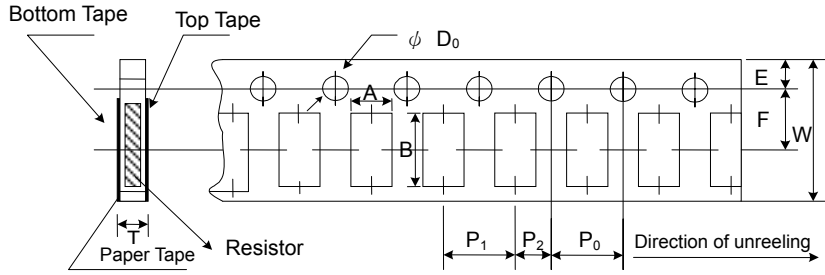 Bottom Tape
Top Tape
ϕ D₀
E
A
F
W
B
T
P₁
P₂
P₀
Paper Tape
Resistor
Direction of unreeling